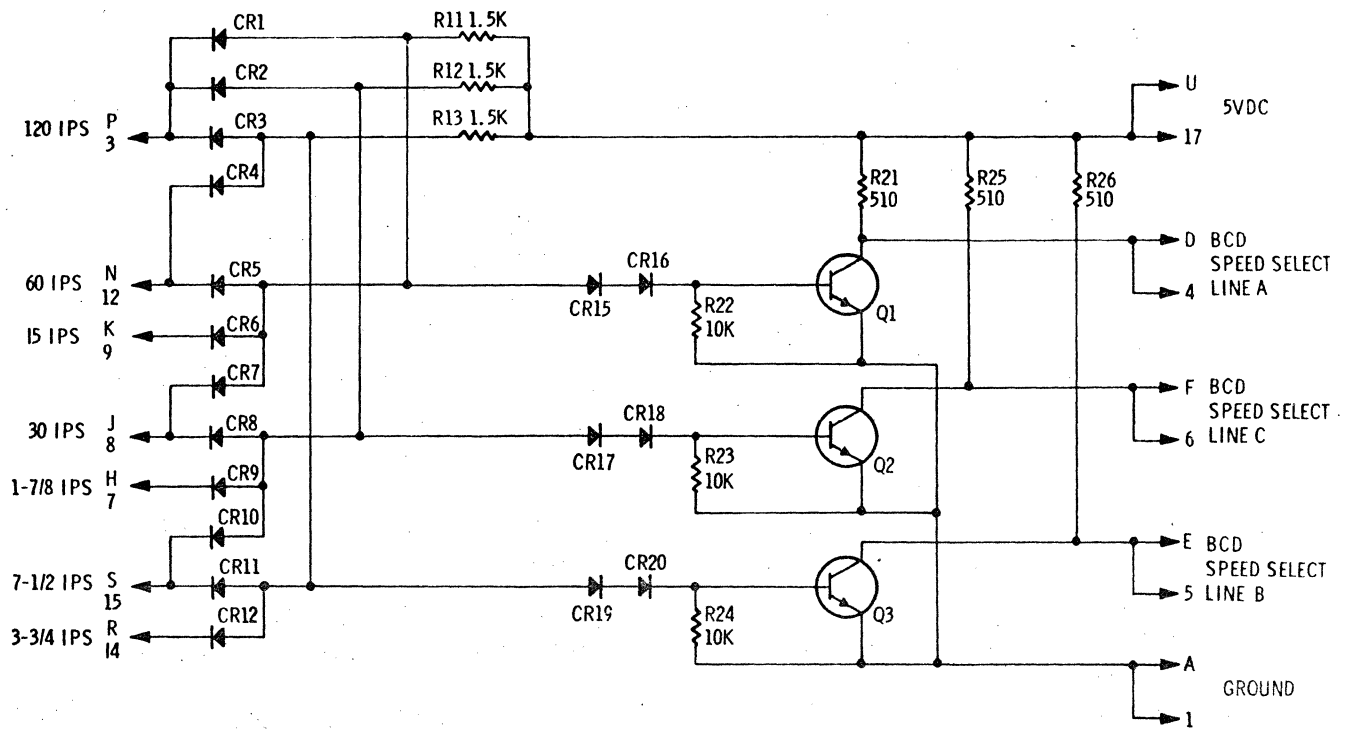 CR1
R11 1.5K
CR2
R12 1.5K
U
5VDC
120 IPS P
3
CR3
R13 1.5K
17
CR4
R21
510
R25
510
R26
510
D BCD
SPEED SELECT
4 LINE A
60 IPS N
12
CR5
CR16
CR15
R22
10K
Q1
15 IPS K
9
CR6
CR7
F BCD
SPEED SELECT
6 LINE C
30 IPS J
8
CR8
CR18
CR17
R23
10K
Q2
1-7/8 IPS H
7
CR9
CR10
E BCD
SPEED SELECT
5 LINE B
7-1/2 IPS S
15
CR11
CR20
CR19
R24
10K
Q3
3-3/4 IPS R
14
CR12
A
GROUND
1